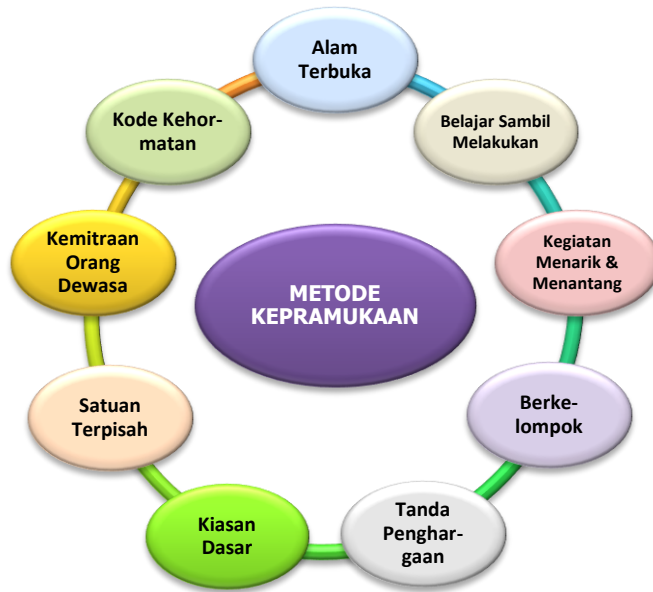 Alam
Terbuka
Belajar Sambil
Melakukan
Kegiatan
Menarik &
Menantang
Berke-
lompok
Tanda
Penghar-
gaan
Kiasan
Dasar
Satuan
Terpisah
Kemitraan
Orang
Dewasa
Kode Kehor-
matan
METODE
KEPRAMUKAAN